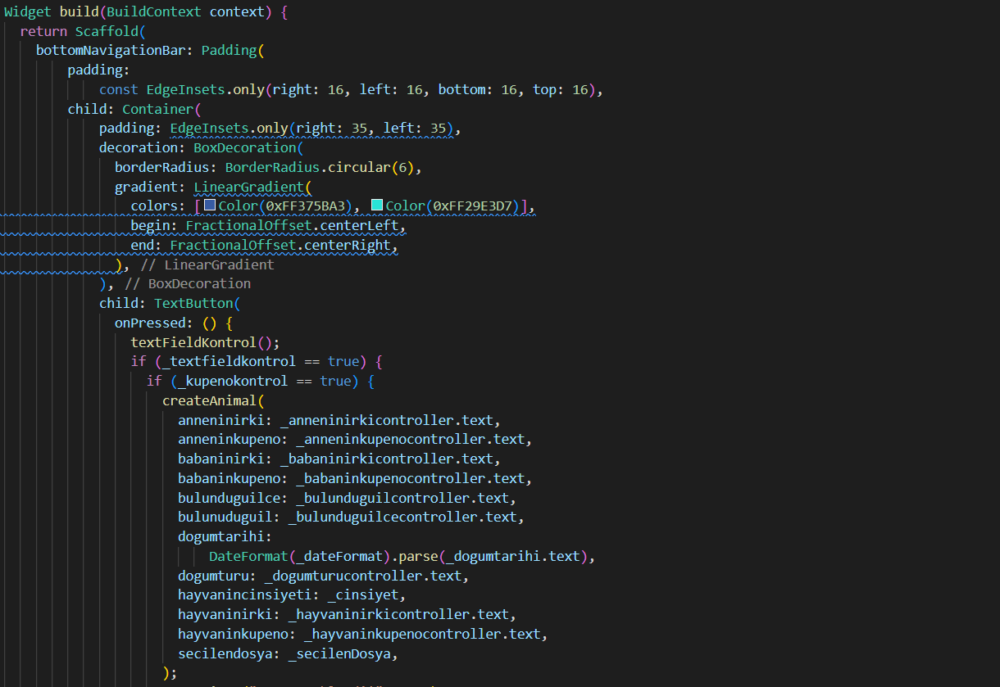 Widget build(BuildContext context) {
return Scaffold(
bottomNavigationBar: Padding(
padding:
const EdgeInsets.only(right: 16, left: 16, bottom: 16, top: 16),
child: Container(
padding: EdgeInsets.only(right: 35, left: 35),
decoration: BoxDecoration(
borderRadius: BorderRadius.circular(6),
gradient: LinearGradient(
colors: [Color(0xFF375BA3), Color(0xFF29E3D7)],
begin: FractionalOffset.centerLeft,
end: FractionalOffset.centerRight,
), // LinearGradient
), // BoxDecoration
child: TextButton(
onPressed: () {
textFieldKontrol();
if (_textfieldkontrol == true) {
if (_kupenokontrol == true) {
createAnimal(
anneninirki: _anneninirkicontroller.text,
anneninkupeno: _anneninkupenocontroller.text,
babaninirki: _babaninirkicontroller.text,
babaninkupeno: _babaninkupenocontroller.text,
bulunduguilce: _bulunduguilcontroller.text,
bulunuduguil: _bulunduguilcecontroller.text,
dogumtarihi:
DateFormat(_dateFormat).parse(_dogumtarihi.text),
dogumturu: _dogumturucontroller.text,
hayvanincinsiyeti: _cinsiyet,
hayvaninirki: _hayvaninirkicontroller.text,
hayvaninkupeno: _hayvaninkupenocontroller.text,
secilendosya: _secilenDosya,
);